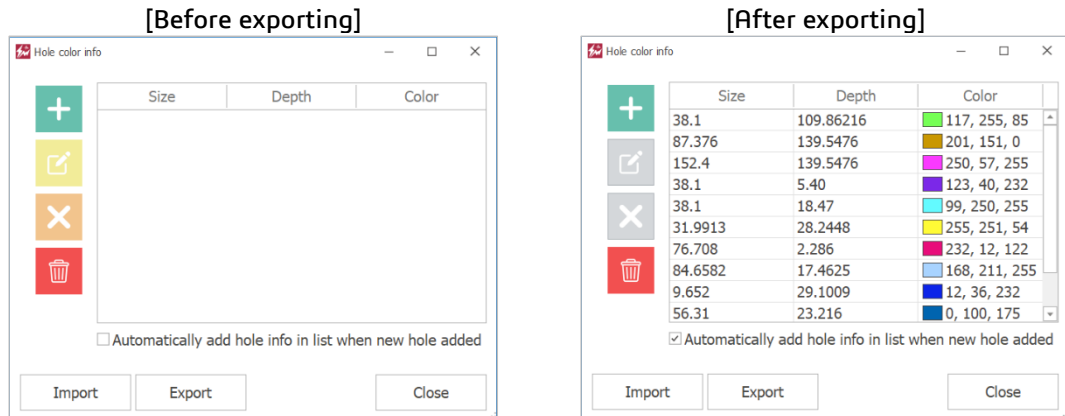 [Before exporting]
Hole color info
Size Depth Color
Automatically add hole info in list when new hole added
Import Export Close
[After exporting]
Hole color info
Size Depth Color
38.1 109.86216 117, 255, 85
87.376 139.5476 201, 151, 0
152.4 139.5476 250, 57, 255
38.1 5.40 123, 40, 232
38.1 18.47 99, 250, 255
31.9913 28.2448 255, 251, 54
76.708 2.286 232, 12, 122
84.6582 17.4625 168, 211, 255
9.652 29.1009 12, 36, 232
56.31 23.216 0, 100, 175
Automatically add hole info in list when new hole added
Import Export Close